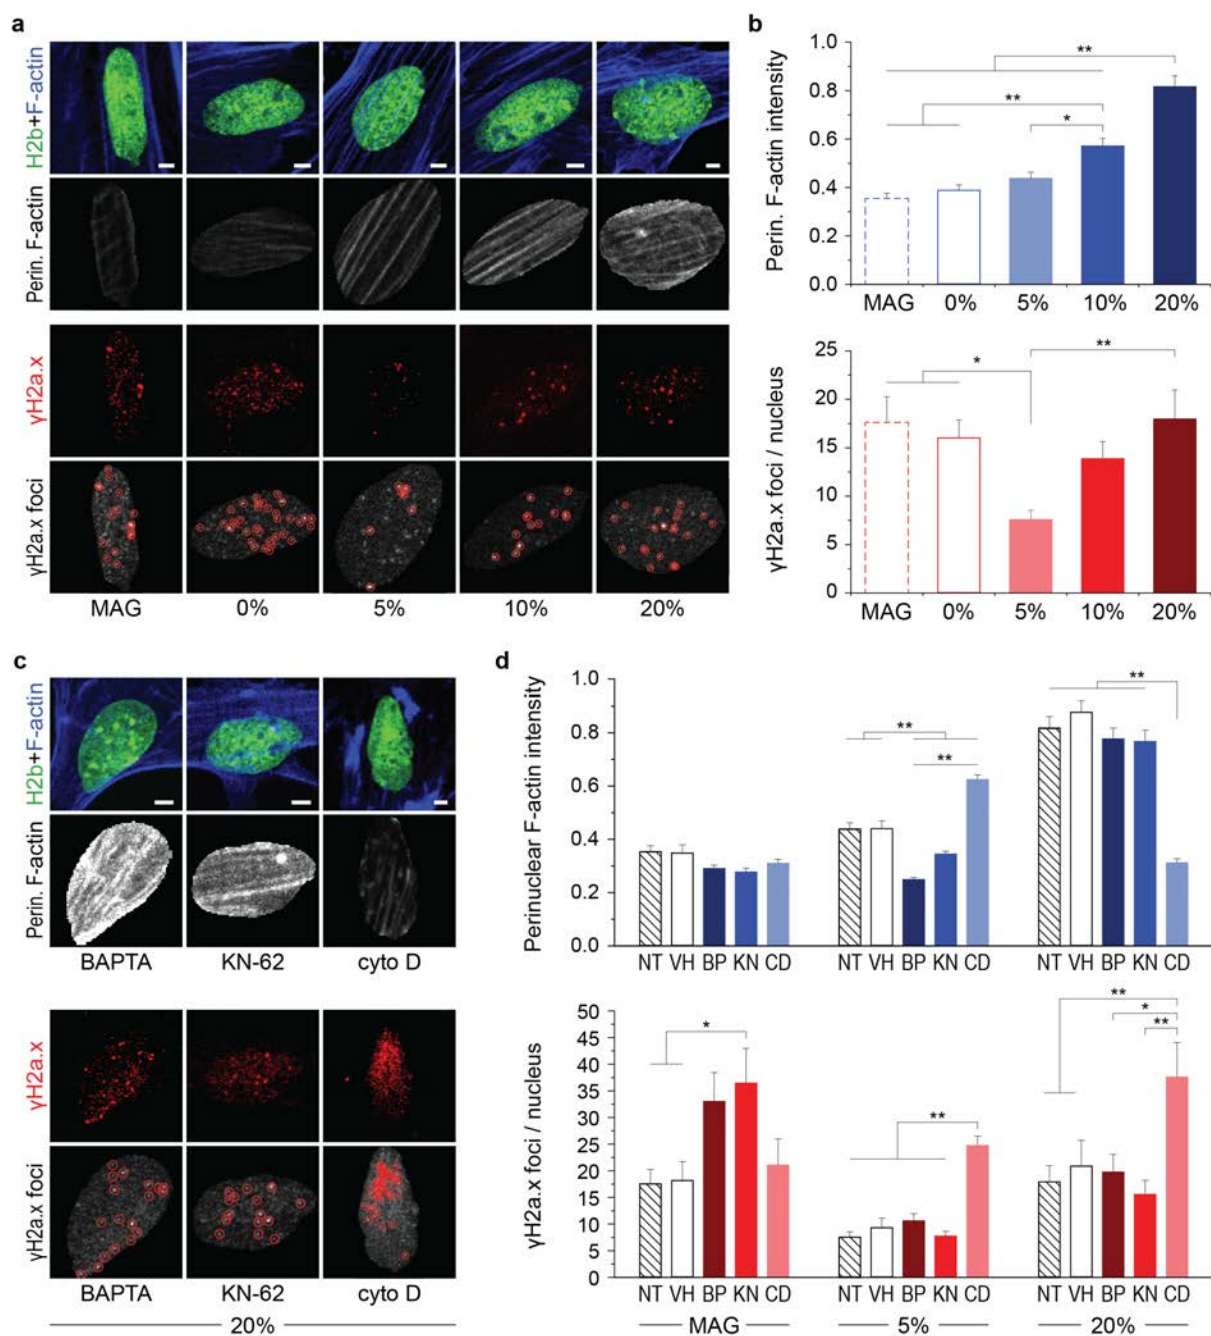 a
H2b+F-actin
Perin. F-actin
γH2a.x
γH2a.x foci
MAG 0% 5% 10% 20%
b
Perin. F-actin intensity
1.0
0.8
0.6
0.4
0.2
0.0
** 
**
*
MAG 0% 5% 10% 20%
γH2a.x foci / nucleus
25
20
15
10
5
0
*
**
MAG 0% 5% 10% 20%
c
H2b+F-actin
Perin. F-actin
BAPTA KN-62 cyto D
γH2a.x
γH2a.x foci
BAPTA KN-62 cyto D
20%
d
Perinuclear F-actin intensity
1.0
0.8
0.6
0.4
0.2
0.0
**
**
**
NT VH BP KN CD NT VH BP KN CD NT VH BP KN CD
γH2a.x foci / nucleus
50
45
40
35
30
25
20
15
10
5
0
*
**
**
*
**
NT VH BP KN CD NT VH BP KN CD NT VH BP KN CD
MAG 5% 20%